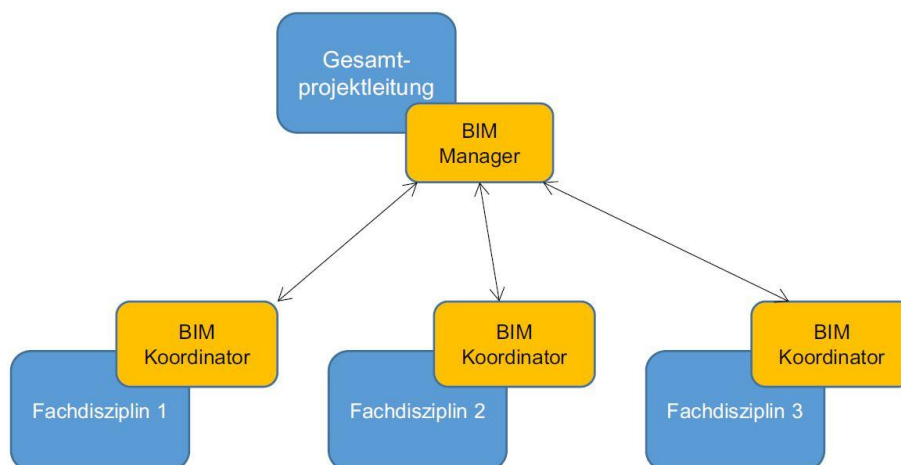 Gesamt-
projektleitung
BIM
Manager
BIM
Koordinator
Fachdisziplin 1
BIM
Koordinator
Fachdisziplin 2
BIM
Koordinator
Fachdisziplin 3